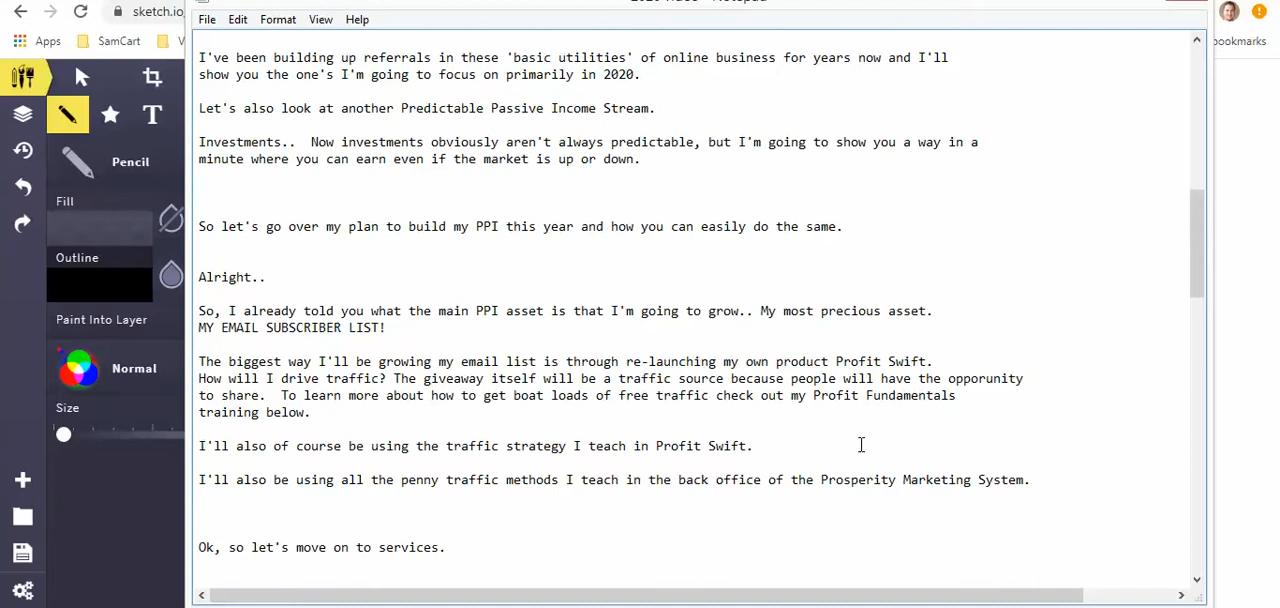 sketch.io
Apps
SamCart
bookmarks
File Edit Format View Help
I've been building up referrals in these 'basic utilities' of online business for years now and I'll
show you the one's I'm going to focus on primarily in 2020.
Let's also look at another Predictable Passive Income Stream.
Investments..  Now investments obviously aren't always predictable, but I'm going to show you a way in a
minute where you can earn even if the market is up or down.
So let's go over my plan to build my PPI this year and how you can easily do the same.
Alright..
So, I already told you what the main PPI asset is that I'm going to grow.. My most precious asset.
MY EMAIL SUBSCRIBER LIST!
The biggest way I'll be growing my email list is through re-launching my own product Profit Swift.
How will I drive traffic? The giveaway itself will be a traffic source because people will have the opporunity
to share.  To learn more about how to get boat loads of free traffic check out my Profit Fundamentals
training below.
I'll also of course be using the traffic strategy I teach in Profit Swift.
I'll also be using all the penny traffic methods I teach in the back office of the Prosperity Marketing System.
Ok, so let's move on to services.
T
Pencil
Fill
Outline
Paint Into Layer
Normal
Size